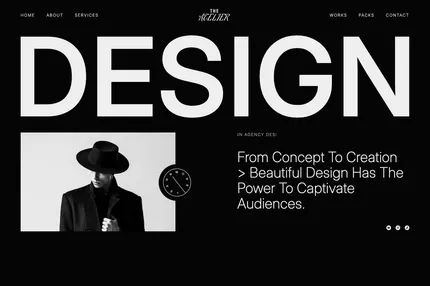 HOME ABOUT SERVICES THE ATELIER WORKS PACKS CONTACT
DESIGN
IN AGENCY DESI
From Concept To Creation
> Beautiful Design Has The
Power To Captivate
Audiences.